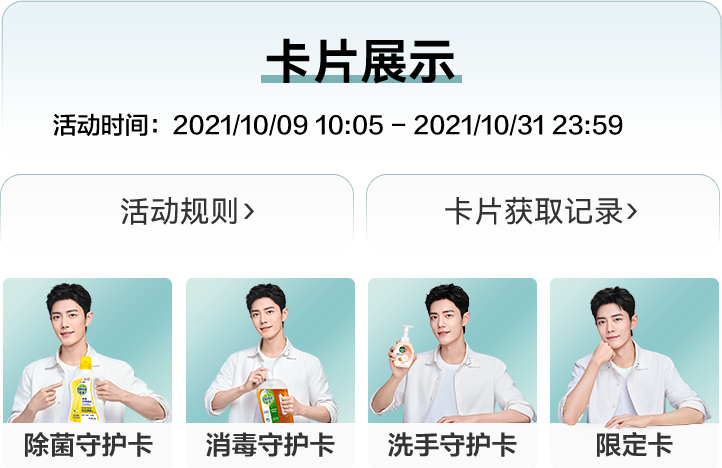 卡片展示
活动时间：2021/10/09 10:05 – 2021/10/31 23:59
活动规则›
卡片获取记录›
除菌守护卡
消毒守护卡
洗手守护卡
限定卡